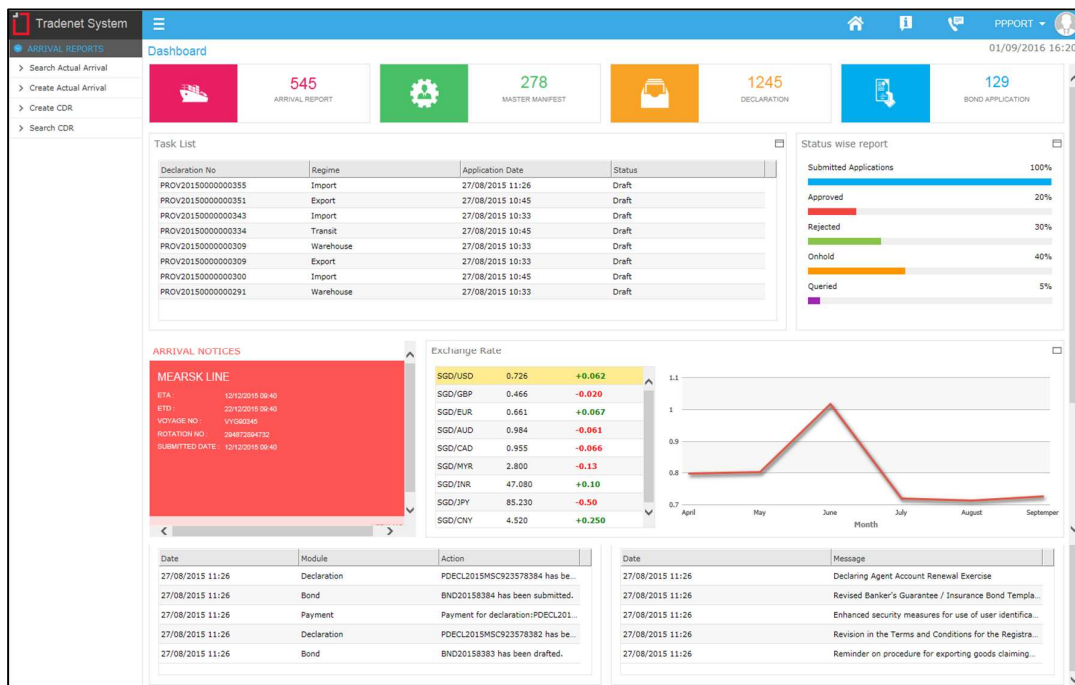 Tradenet System
PPPORT
ARRIVAL REPORTS
Dashboard
01/09/2016 16:20
Search Actual Arrival
Create Actual Arrival
Create CDR
Search CDR
545
ARRIVAL REPORT
278
MASTER MANIFEST
1245
DECLARATION
129
BOND APPLICATION
Task List
Declaration No Regime Application Date Status
PROV20150000000355 Import 27/08/2015 11:26 Draft
PROV20150000000351 Export 27/08/2015 10:45 Draft
PROV20150000000343 Import 27/08/2015 10:33 Draft
PROV20150000000334 Transit 27/08/2015 10:45 Draft
PROV20150000000309 Warehouse 27/08/2015 10:33 Draft
PROV20150000000309 Export 27/08/2015 10:33 Draft
PROV20150000000300 Import 27/08/2015 10:45 Draft
PROV20150000000291 Warehouse 27/08/2015 10:33 Draft
Status wise report
Submitted Applications 100%
Approved 20%
Rejected 30%
Onhold 40%
Queried 5%
ARRIVAL NOTICES
MEARSK LINE
ETA : 12/12/2015 09:40
ETD : 22/12/2015 09:40
VOYAGE NO : VYG90345
ROTATION NO : 294872894732
SUBMITTED DATE : 12/12/2015 09:40
Exchange Rate
SGD/USD 0.726 +0.062
SGD/GBP 0.466 -0.020
SGD/EUR 0.661 +0.067
SGD/AUD 0.984 -0.061
SGD/CAD 0.955 -0.066
SGD/MYR 2.800 -0.13
SGD/INR 47.080 +0.10
SGD/JPY 85.230 -0.50
SGD/CNY 4.520 +0.250
1.1
1
0.9
0.8
0.7
April May June July August Septemper
Month
Date Module Action
27/08/2015 11:26 Declaration PDECL2015MSC923578384 has be...
27/08/2015 11:26 Bond BND20158384 has been submitted.
27/08/2015 11:26 Payment Payment for declaration:PDECL201...
27/08/2015 11:26 Declaration PDECL2015MSC923578382 has be...
27/08/2015 11:26 Bond BND20158383 has been drafted.
Date Message
27/08/2015 11:26 Declaring Agent Account Renewal Exercise
27/08/2015 11:26 Revised Banker's Guarantee / Insurance Bond Templa...
27/08/2015 11:26 Enhanced security measures for use of user identifica...
27/08/2015 11:26 Revision in the Terms and Conditions for the Registra...
27/08/2015 11:26 Reminder on procedure for exporting goods claiming...